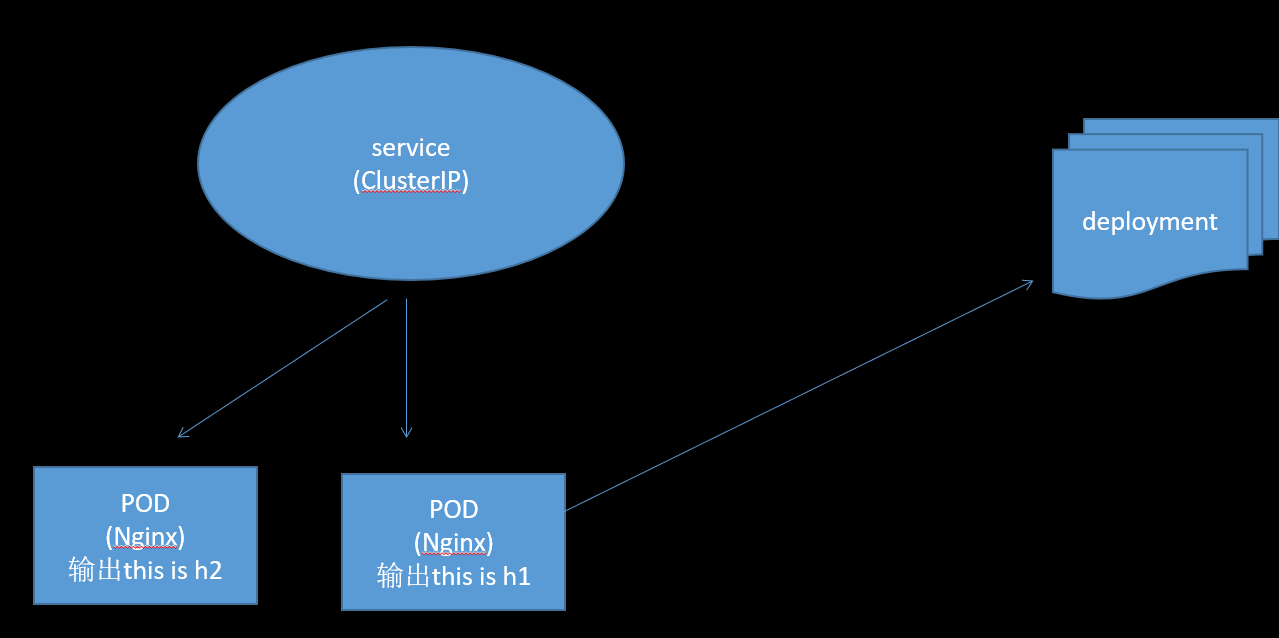 service
(ClusterIP)
deployment
POD
(Nginx)
输出this is h2
POD
(Nginx)
输出this is h1